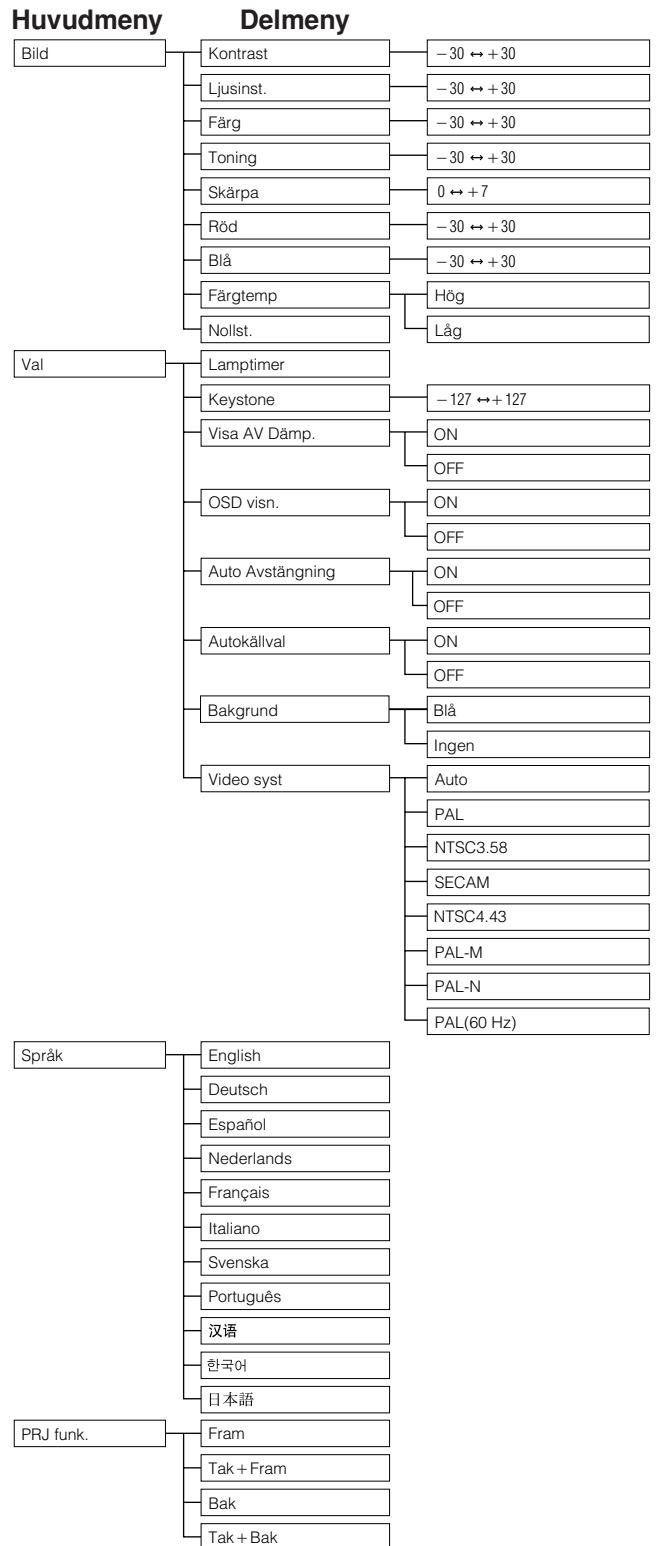 Huvudmeny Delmeny
Bild Kontrast −30 ↔ +30
Ljusinst. −30 ↔ +30
Färg −30 ↔ +30
Toning −30 ↔ +30
Skärpa 0 ↔ +7
Röd −30 ↔ +30
Blå −30 ↔ +30
Färgtemp Hög
Nollst. Låg
Val Lamptimer
Keystone −127 ↔+127
Visa AV Dämp. ON
OFF
OSD visn. ON
OFF
Auto Avstängning ON
OFF
Autokällval ON
OFF
Bakgrund Blå
Ingen
Video syst Auto
PAL
NTSC3.58
SECAM
NTSC4.43
PAL-M
PAL-N
PAL(60 Hz)
Språk English
Deutsch
Español
Nederlands
Français
Italiano
Svenska
Português
汉语
한국어
日本語
PRJ funk. Fram
Tak+Fram
Bak
Tak+Bak